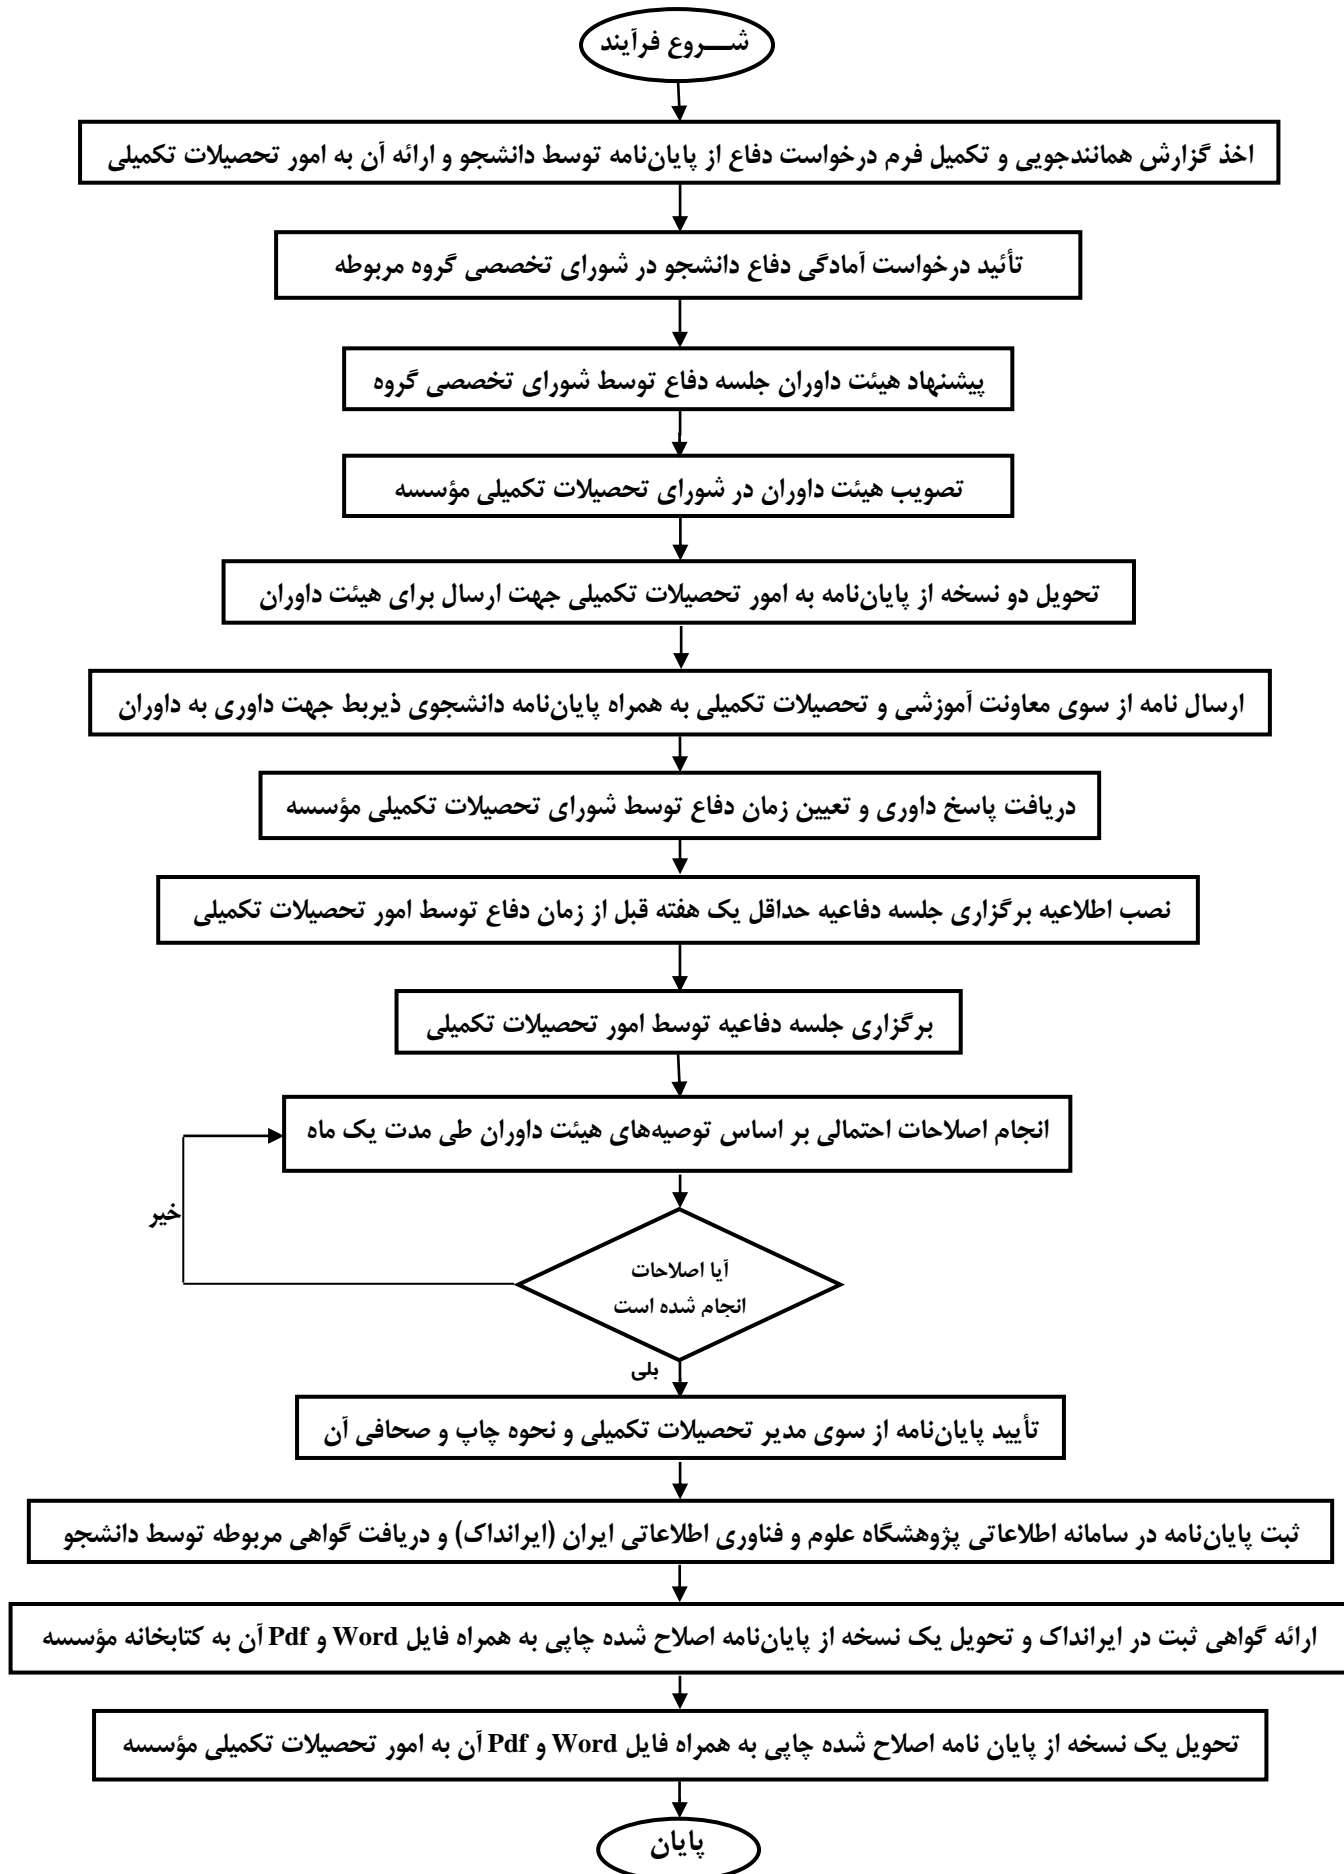 شـــروع فرآیند
اخذ گزارش همانندجویی و تکمیل فرم درخواست دفاع از پایان‌نامه توسط دانشجو و ارائه آن به امور تحصیلات تکمیلی
تأئید درخواست آمادگی دفاع دانشجو در شورای تخصصی گروه مربوطه
پیشنهاد هیئت داوران جلسه دفاع توسط شورای تخصصی گروه
تصویب هیئت داوران در شورای تحصیلات تکمیلی مؤسسه
تحویل دو نسخه از پایان‌نامه به امور تحصیلات تکمیلی جهت ارسال برای هیئت داوران
ارسال نامه از سوی معاونت آموزشی و تحصیلات تکمیلی به همراه پایان‌نامه دانشجوی ذیربط جهت داوری به داوران
دریافت پاسخ داوری و تعیین زمان دفاع توسط شورای تحصیلات تکمیلی مؤسسه
نصب اطلاعیه برگزاری جلسه دفاعیه حداقل یک هفته قبل از زمان دفاع توسط امور تحصیلات تکمیلی
برگزاری جلسه دفاعیه توسط امور تحصیلات تکمیلی
انجام اصلاحات احتمالی بر اساس توصیه‌های هیئت داوران طی مدت یک ماه
خیر
آیا اصلاحات
انجام شده است
بلی
تأیید پایان‌نامه از سوی مدیر تحصیلات تکمیلی و نحوه چاپ و صحافی آن
ثبت پایان‌نامه در سامانه اطلاعاتی پژوهشگاه علوم و فناوری اطلاعاتی ایران (ایرانداک) و دریافت گواهی مربوطه توسط دانشجو
ارائه گواهی ثبت در ایرانداک و تحویل یک نسخه از پایان‌نامه اصلاح شده چاپی به همراه فایل Word و Pdf آن به کتابخانه مؤسسه
تحویل یک نسخه از پایان نامه اصلاح شده چاپی به همراه فایل Word و Pdf آن به امور تحصیلات تکمیلی مؤسسه
پایان